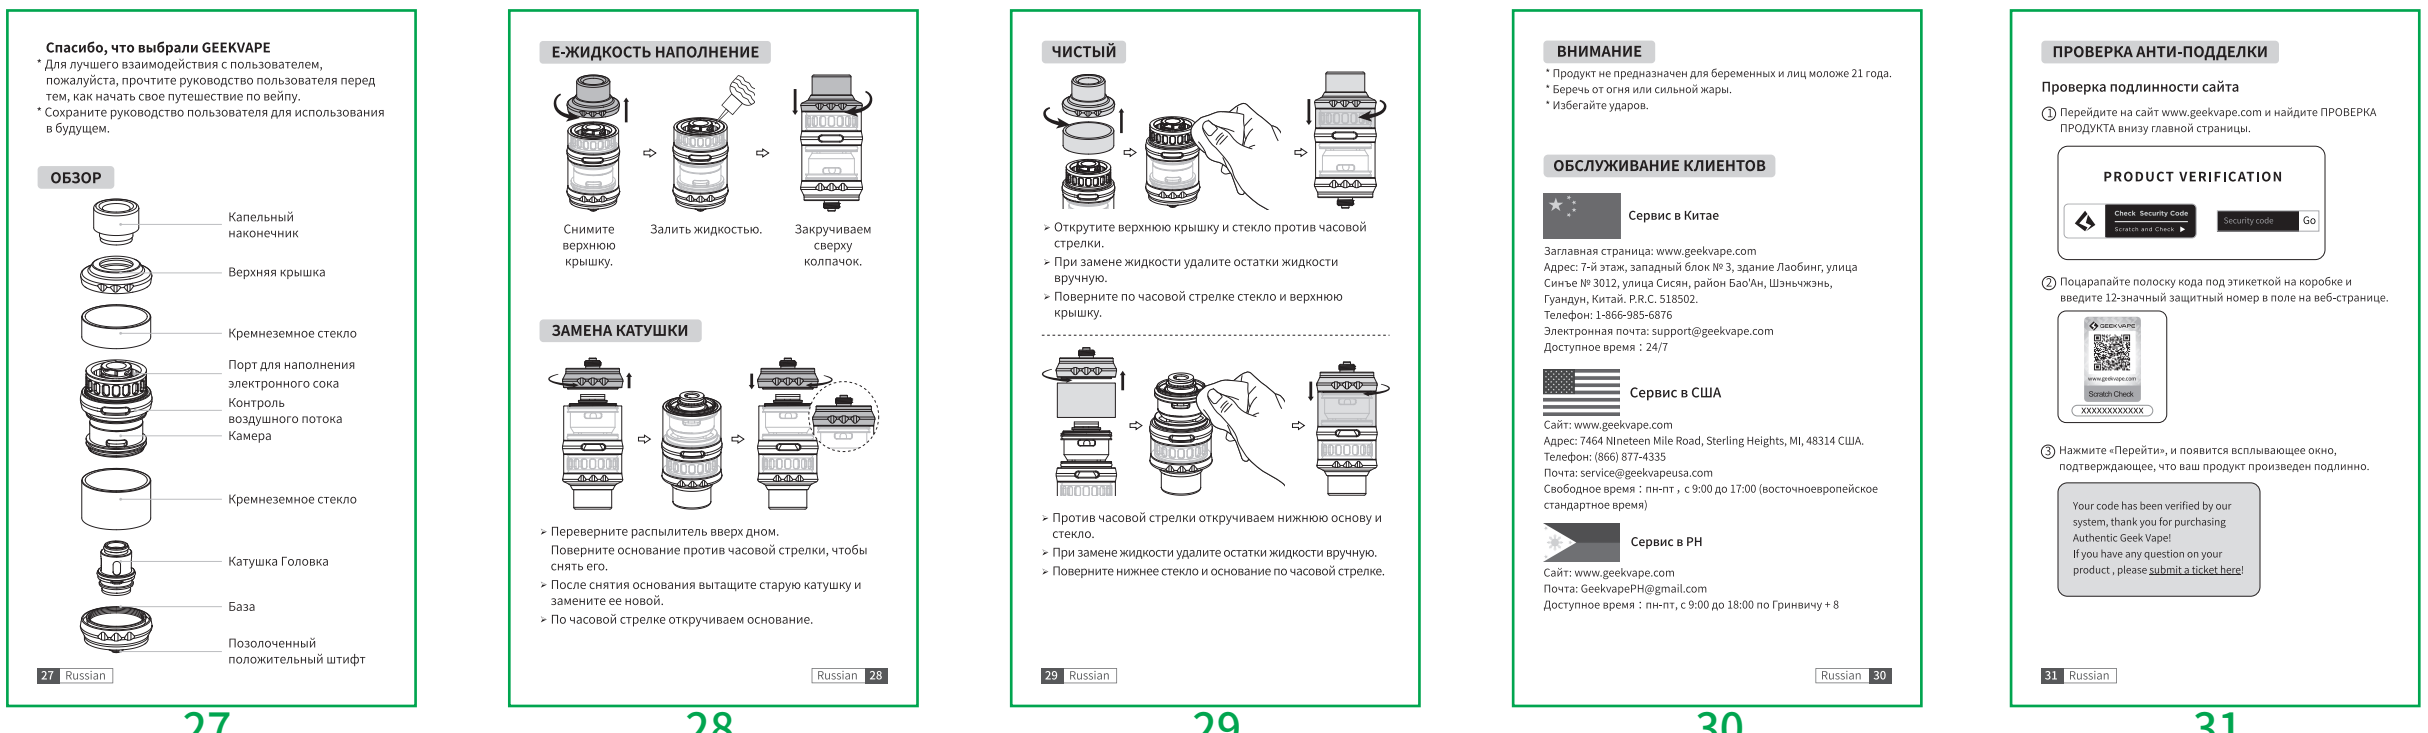 Спасибо, что выбрали GEEKVAPE
* Для лучшего взаимодействия с пользователем,
пожалуйста, прочтите руководство пользователя перед
тем, как начать свое путешествие по вейпу.
* Сохраните руководство пользователя для использования
в будущем.
ОБЗОР
Капельный
наконечник
Верхняя крышка
Кремнеземное стекло
Порт для наполнения
электронного сока
Контроль
воздушного потока
Камера
Кремнеземное стекло
Катушка Головка
База
Позолоченный
положительный штифт
27 Russian
27
Е-ЖИДКОСТЬ НАПОЛНЕНИЕ
Снимите
верхнюю
крышку.
Залить жидкостью.
Закручиваем
сверху
колпачок.
ЗАМЕНА КАТУШКИ
➢ Переверните распылитель вверх дном.
Поверните основание против часовой стрелки, чтобы
снять его.
➢ После снятия основания вытащите старую катушку и
замените ее новой.
➢ По часовой стрелке откручиваем основание.
Russian 28
28
ЧИСТЫЙ
➢ Открутите верхнюю крышку и стекло против часовой
стрелки.
➢ При замене жидкости удалите остатки жидкости
вручную.
➢ Поверните по часовой стрелке стекло и верхнюю
крышку.
➢ Против часовой стрелки откручиваем нижнюю основу и
стекло.
➢ При замене жидкости удалите остатки жидкости вручную.
➢ Поверните нижнее стекло и основание по часовой стрелке.
29 Russian
29
ВНИМАНИЕ
* Продукт не предназначен для беременных и лиц моложе 21 года.
* Беречь от огня или сильной жары.
* Избегайте ударов.
ОБСЛУЖИВАНИЕ КЛИЕНТОВ
Сервис в Китае
Заглавная страница: www.geekvape.com
Адрес: 7-й этаж, западный блок № 3, здание Лаобинг, улица
Синъе № 3012, улица Сисян, район Бао'Ан, Шэньчжэнь,
Гуандун, Китай. P.R.C. 518502.
Телефон: 1-866-985-6876
Электронная почта: support@geekvape.com
Доступное время：24/7
Сервис в США
Сайт: www.geekvape.com
Адрес: 7464 NIneteen Mile Road, Sterling Heights, MI, 48314 США.
Телефон: (866) 877-4335
Почта: service@geekvapeusa.com
Свободное время：пн-пт，с 9:00 до 17:00 (восточноевропейское
стандартное время)
Сервис в PH
Сайт: www.geekvape.com
Почта: GeekvapePH@gmail.com
Доступное время：пн-пт, с 9:00 до 18:00 по Гринвичу + 8
Russian 30
30
ПРОВЕРКА АНТИ-ПОДДЕЛКИ
Проверка подлинности сайта
① Перейдите на сайт www.geekvape.com и найдите ПРОВЕРКА
ПРОДУКТА внизу главной страницы.
PRODUCT VERIFICATION
Check Security Code
Scratch and Check ▶
Security code Go
② Поцарапайте полоску кода под этикеткой на коробке и
введите 12-значный защитный номер в поле на веб-странице.
GEEKVAPE
www.geekvape.com
Scratch Check
XXXXXXXXXXXX
③ Нажмите «Перейти», и появится всплывающее окно,
подтверждающее, что ваш продукт произведен подлинно.
Your code has been verified by our
system, thank you for purchasing
Authentic Geek Vape!
If you have any question on your
product , please submit a ticket here!
31 Russian
31